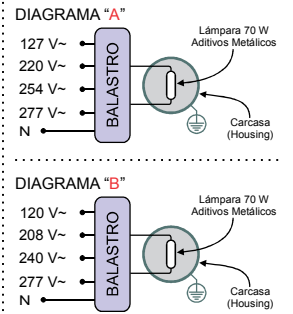 DIAGRAMA “A”
127 V~
220 V~
254 V~
277 V~
N
BALASTRO
Lámpara 70 W
Aditivos Metálicos
Carcasa
(Housing)
DIAGRAMA “B”
120 V~
208 V~
240 V~
277 V~
N
BALASTRO
Lámpara 70 W
Aditivos Metálicos
Carcasa
(Housing)